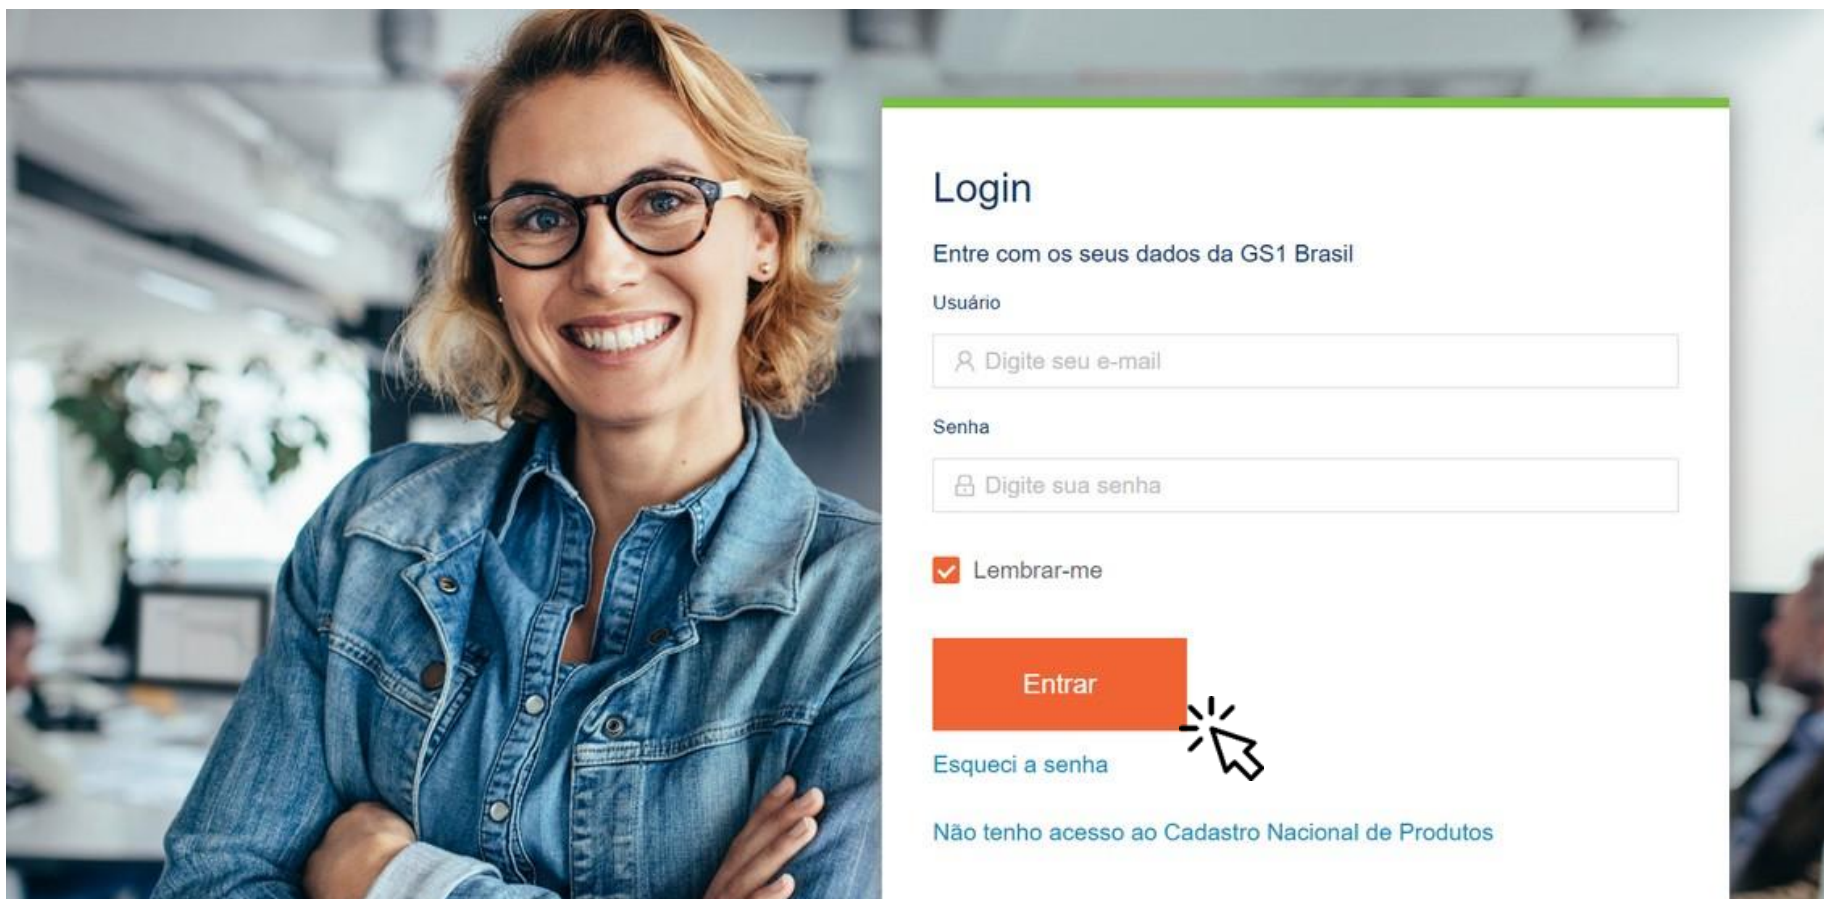 Login
Entre com os seus dados da GS1 Brasil
Usuário
Digite seu e-mail
Senha
Digite sua senha
Lembrar-me
Entrar
Esqueci a senha
Não tenho acesso ao Cadastro Nacional de Produtos